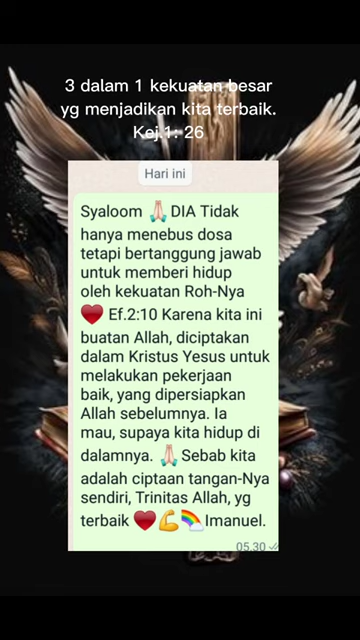 3 dalam 1 kekuatan besar
yg menjadikan kita terbaik.
Kej.1: 26
Hari ini
Syaloom 🙏DIA Tidak
hanya menebus dosa
tetapi bertanggung jawab
untuk memberi hidup
oleh kekuatan Roh-Nya
❤️ Ef.2:10 Karena kita ini
buatan Allah, diciptakan
dalam Kristus Yesus untuk
melakukan pekerjaan
baik, yang dipersiapkan
Allah sebelumnya. Ia
mau, supaya kita hidup di
dalamnya. 🙏Sebab kita
adalah ciptaan tangan-Nya
sendiri, Trinitas Allah, yg
terbaik ❤️💪🌈Imanuel.
05.30